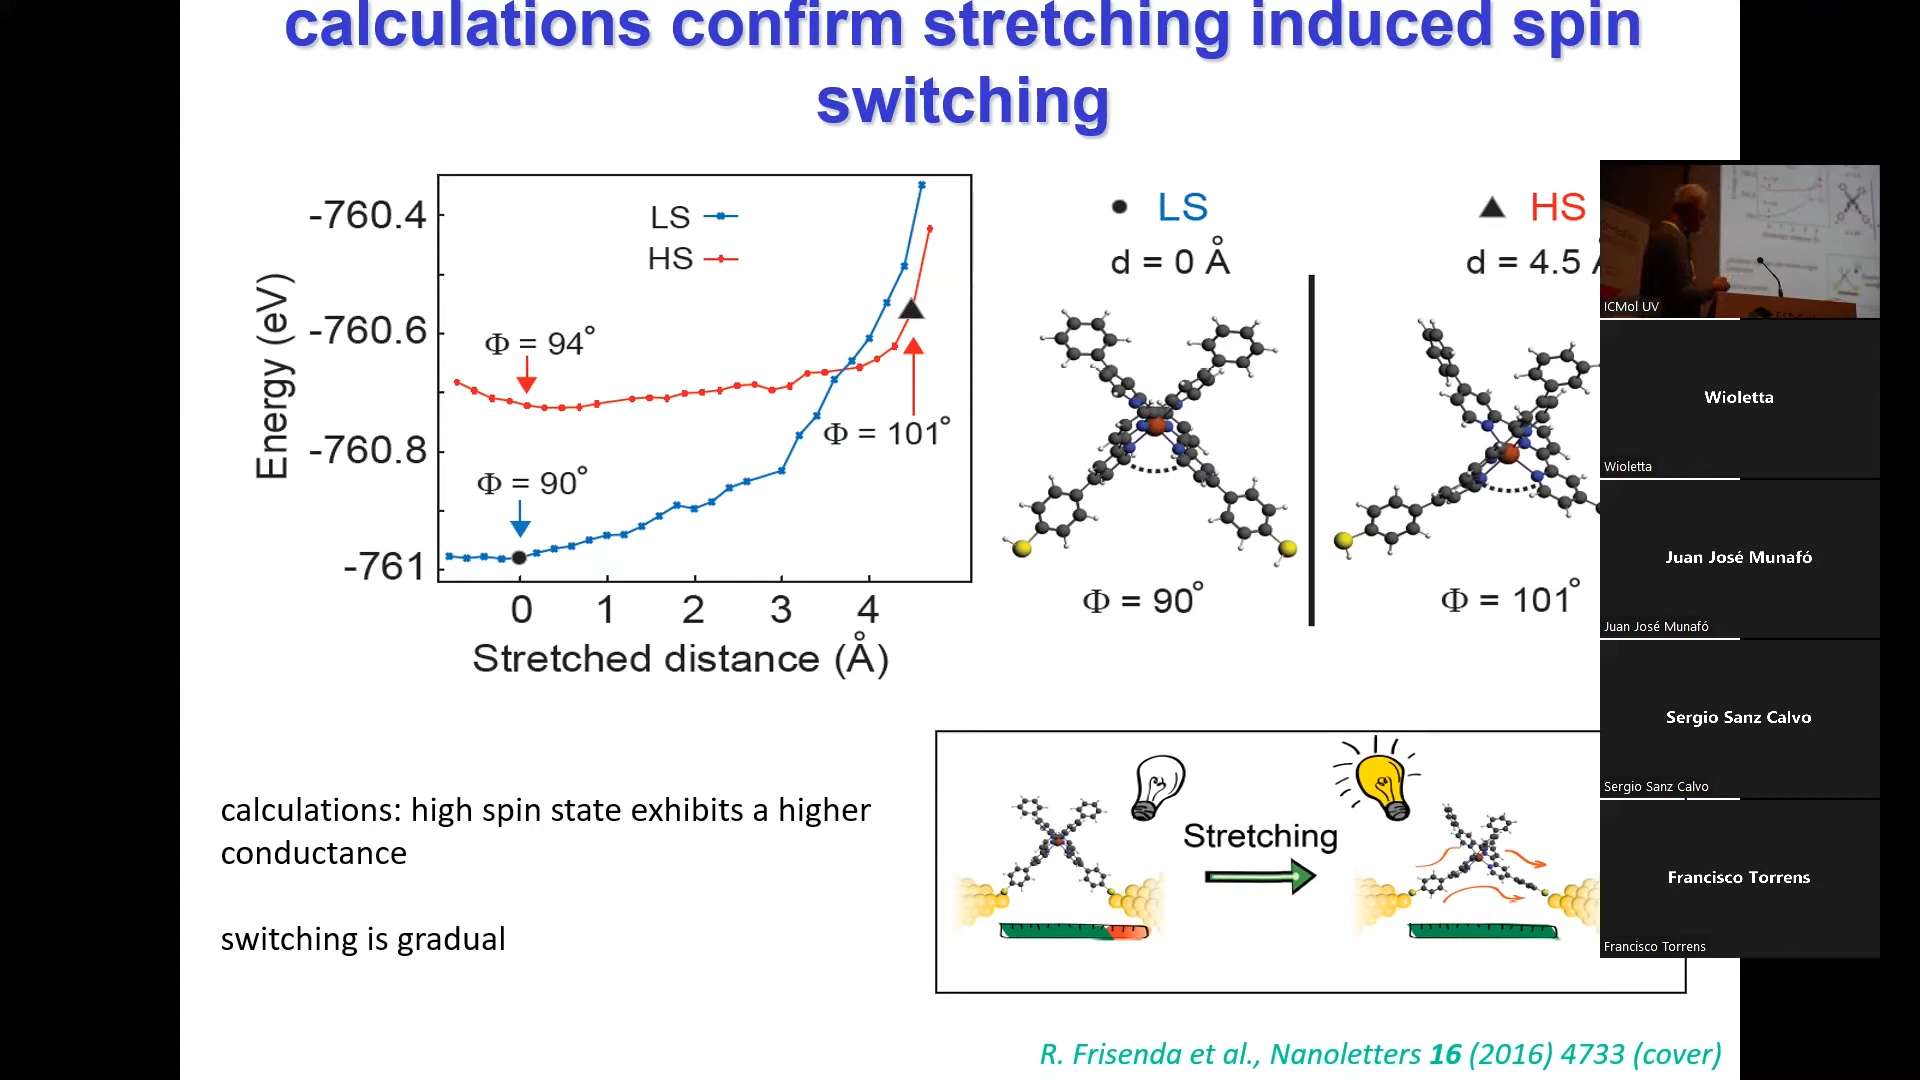 calculations confirm stretching induced spin
switching
-760.4
-760.6
-760.8
-761
Energy (eV)
LS
HS
Φ = 94°
Φ = 101°
Φ = 90°
0 1 2 3 4
Stretched distance (Å)
LS
d = 0 Å
Φ = 90°
HS
d = 4.5
Φ = 101°
calculations: high spin state exhibits a higher
conductance
switching is gradual
Stretching
R. Frisenda et al., Nanoletters 16 (2016) 4733 (cover)
ICMol UV
Wioletta
Wioletta
Juan José Munafó
Juan José Munafó
Sergio Sanz Calvo
Sergio Sanz Calvo
Francisco Torrens
Francisco Torrens